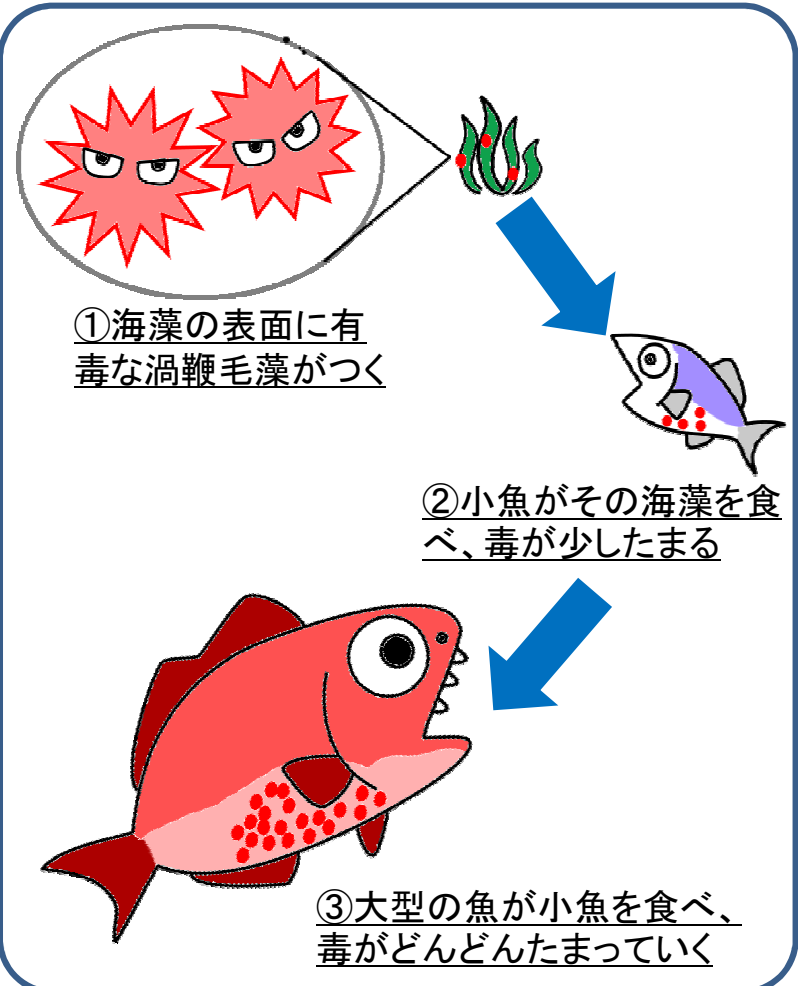 ①海藻の表面に有
毒な渦鞭毛藻がつく
②小魚がその海藻を食
べ、毒が少したまる
③大型の魚が小魚を食べ、
毒がどんどんたまっていく